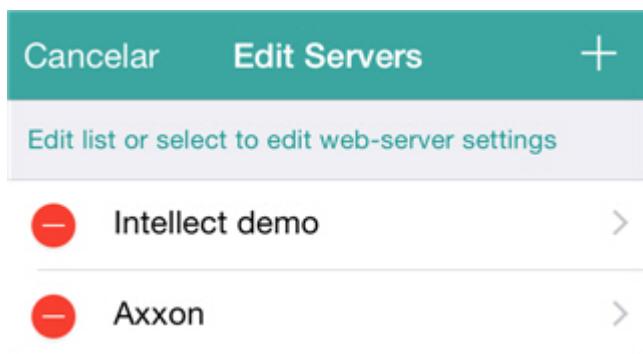 Cancelar Edit Servers +
Edit list or select to edit web-server settings
Intellect demo
Axxon